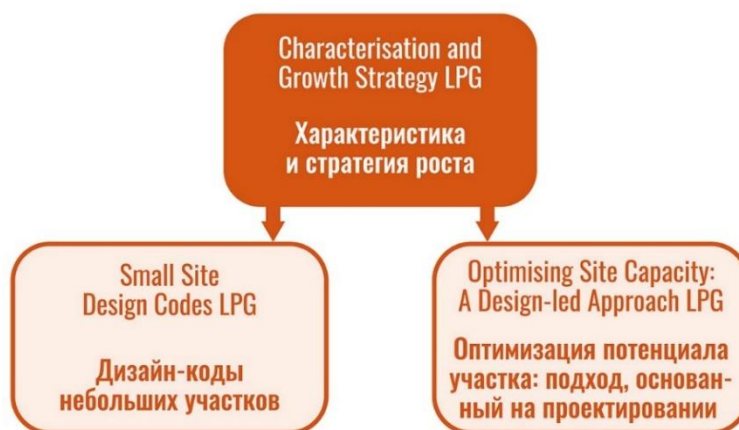 Characterisation and
Growth Strategy LPG
Характеристика
и стратегия роста
Small Site
Design Codes LPG
Дизайн-коды
небольших участков
Optimising Site Capacity:
A Design-led Approach LPG
Оптимизация потенциала
участка: подход, основан-
ный на проектировании